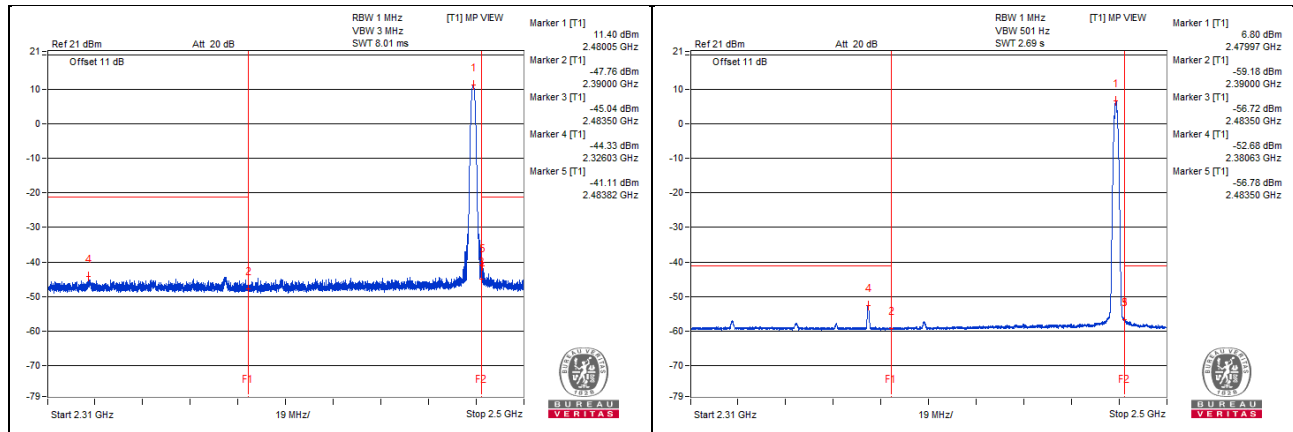 RBW 1 MHz
[T1] MP VIEW
VBW 3 MHz
Ref 21 dBm
Att 20 dB
SWT 8.01 ms
Offset 11 dB
Marker 1 [T1]
11.40 dBm
2.48005 GHz
Marker 2 [T1]
-47.76 dBm
2.39000 GHz
Marker 3 [T1]
-45.04 dBm
2.48350 GHz
Marker 4 [T1]
-44.33 dBm
2.32603 GHz
Marker 5 [T1]
-41.11 dBm
2.48382 GHz
21
10
0
-10
-20
-30
-40
-50
-60
-70
-79
1
4
2
5
F1
F2
Start 2.31 GHz
19 MHz/
Stop 2.5 GHz
BUREAU VERITAS
1828
BUREAU
VERITAS
RBW 1 MHz
[T1] MP VIEW
VBW 501 Hz
Ref 21 dBm
Att 20 dB
SWT 2.69 s
Offset 11 dB
Marker 1 [T1]
6.80 dBm
2.47997 GHz
Marker 2 [T1]
-59.18 dBm
2.39000 GHz
Marker 3 [T1]
-56.72 dBm
2.48350 GHz
Marker 4 [T1]
-52.68 dBm
2.38063 GHz
Marker 5 [T1]
-56.78 dBm
2.48350 GHz
21
10
0
-10
-20
-30
-40
-50
-60
-70
-79
1
4
2
F1
F2
Start 2.31 GHz
19 MHz/
Stop 2.5 GHz
BUREAU VERITAS
1828
BUREAU
VERITAS